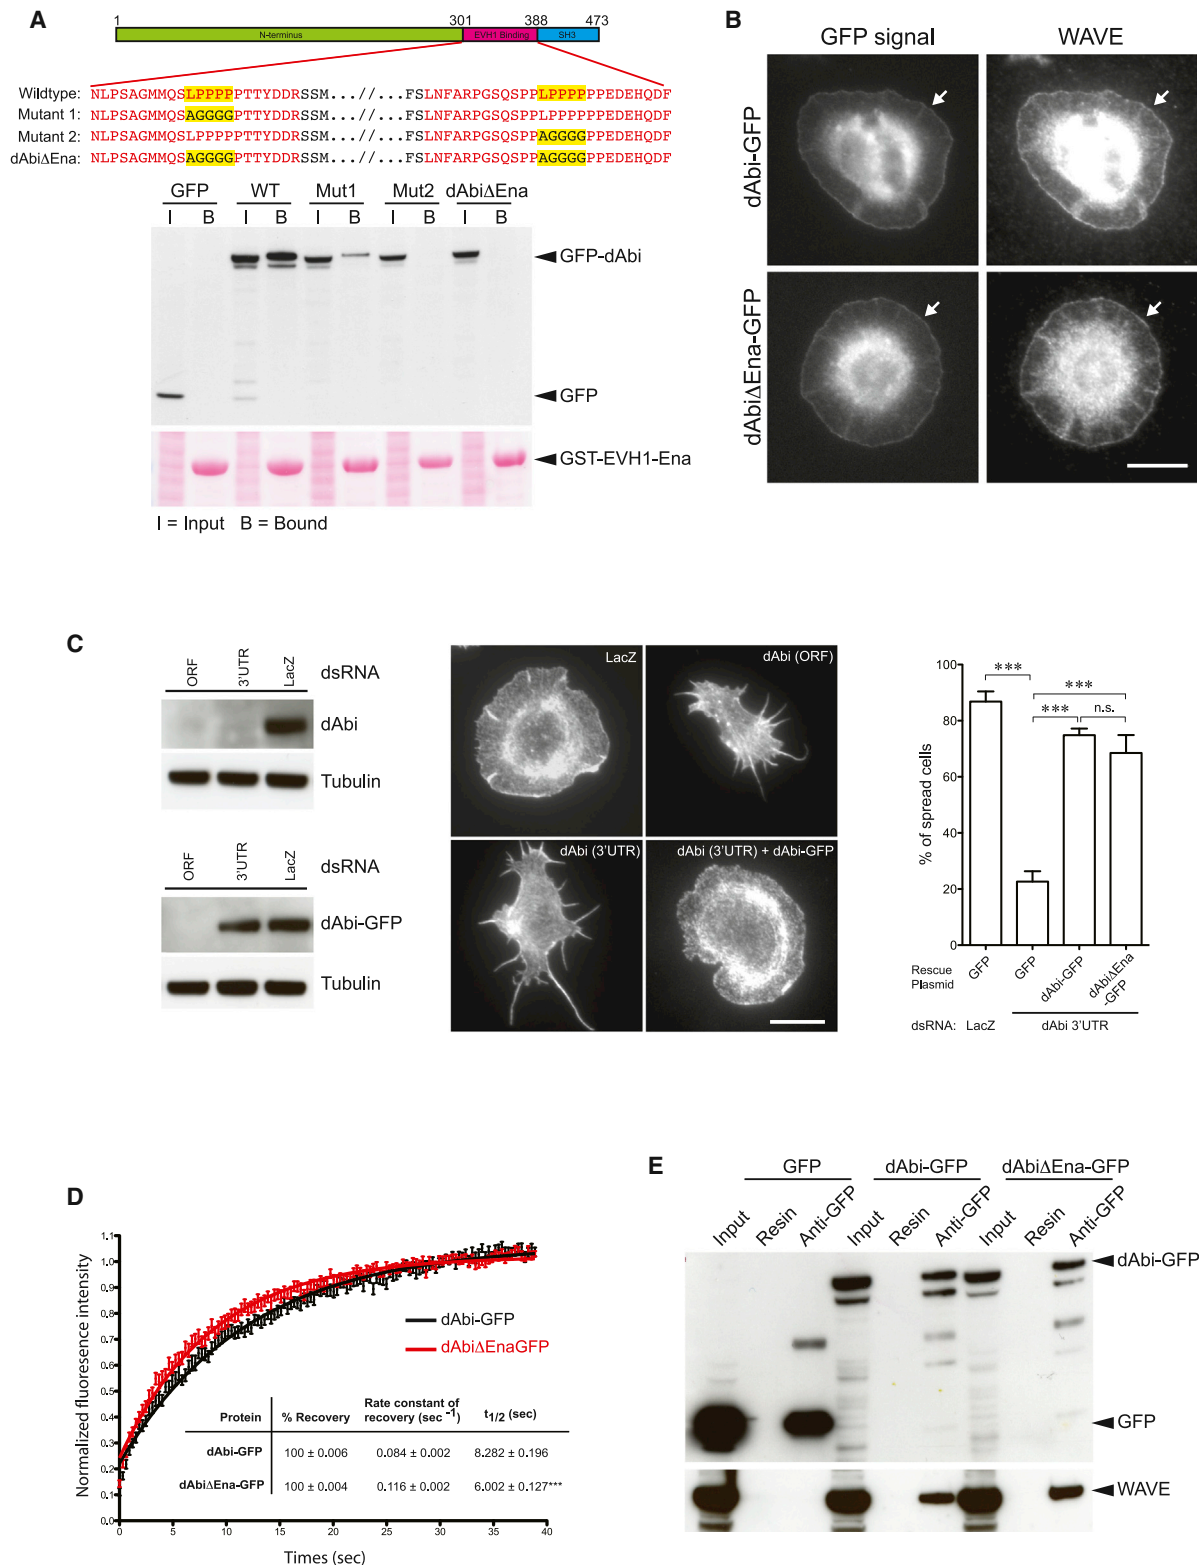 A
1 301 388 473
N-terminus EVH1 Binding SH3
Wildtype: NLPSAGMMQSLPPPPPTTYDDRSSM...//...FSLNFARPGSQSPPLPPPPPPEDEHQDF
Mutant 1: NLPSAGMMQSAGGGGPTTYDDRSSM...//...FSLNFARPGSQSPPLPPPPPPEDEHQDF
Mutant 2: NLPSAGMMQSLPPPPPTTYDDRSSM...//...FSLNFARPGSQSPPAGGGGPPEDEHQDF
dAbiΔEna: NLPSAGMMQSAGGGGPTTYDDRSSM...//...FSLNFARPGSQSPPAGGGGPPEDEHQDF
GFP WT Mut1 Mut2 dAbiΔEna
I B I B I B I B I B
GFP-dAbi
GFP
GST-EVH1-Ena
I = Input B = Bound
B
GFP signal WAVE
dAbi-GFP
dAbiΔEna-GFP
C
ORF 3'UTR LacZ dsRNA
dAbi
Tubulin
ORF 3'UTR LacZ dsRNA
dAbi-GFP
Tubulin
LacZ
dAbi (ORF)
dAbi (3'UTR)
dAbi (3'UTR) + dAbi-GFP
% of spread cells
100
80
60
40
20
0
***
***
*** n.s.
Rescue Plasmid
GFP GFP dAbi-GFP dAbiΔEna-GFP
dsRNA: LacZ dAbi 3'UTR
D
Normalized fluoresence intensity
1.1
1.0
0.9
0.8
0.7
0.6
0.5
0.4
0.3
0.2
0.1
0.0
0 5 10 15 20 25 30 35 40
Times (sec)
dAbi-GFP
dAbiΔEnaGFP
Protein % Recovery Rate constant of recovery (sec -1) t1/2 (sec)
dAbi-GFP 100 ± 0.006 0.084 ± 0.002 8.282 ± 0.196
dAbiΔEna-GFP 100 ± 0.004 0.116 ± 0.002 6.002 ± 0.127***
E
GFP dAbi-GFP dAbiΔEna-GFP
Input Resin Anti-GFP Input Resin Anti-GFP Input Resin Anti-GFP
dAbi-GFP
GFP
WAVE